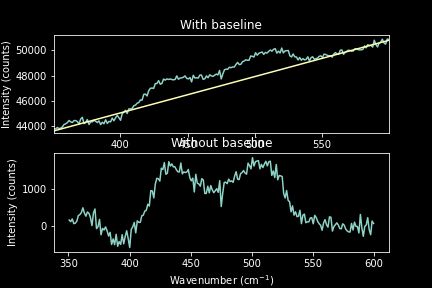 With baseline
Intensity (counts)
50000
48000
46000
44000
400 450 500 550
Without baseline
Intensity (counts)
1000
0
350 400 450 500 550 600
Wavenumber (cm⁻¹)